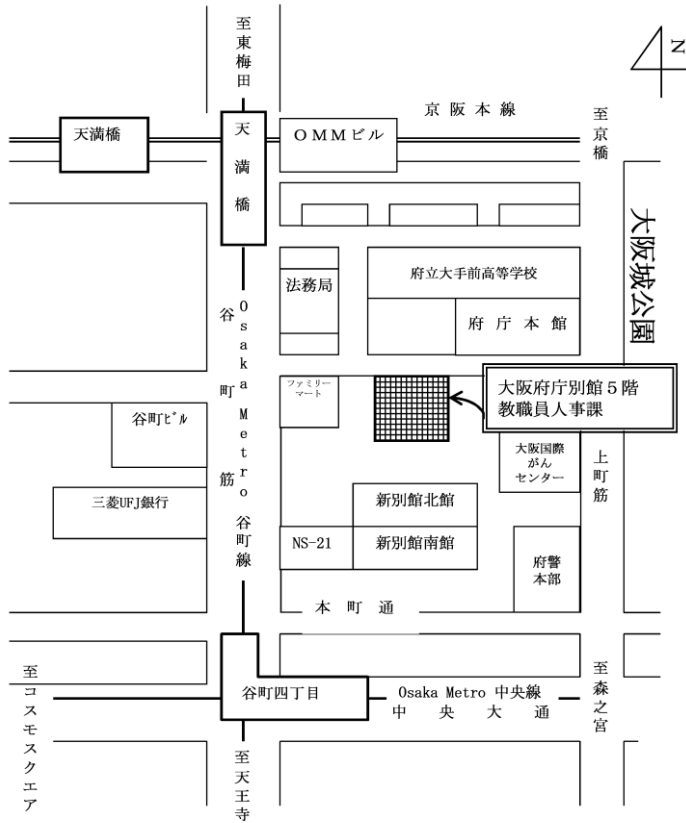 至東梅田
N
京阪本線
至京橋
天満橋
天満橋
OMMビル
大阪城公園
府立大手前高等学校
法務局
府庁本館
谷町筋
Osaka Metro 谷町線
ファミリー
マート
大阪府庁別館5階
教職員人事課
谷町ビル
大阪国際
がん
センター
上町筋
三菱UFJ銀行
新別館北館
NS-21
新別館南館
府警
本部
本町通
至コスモスクエア
谷町四丁目
Osaka Metro 中央線
中央大通
至森之宮
至天王寺